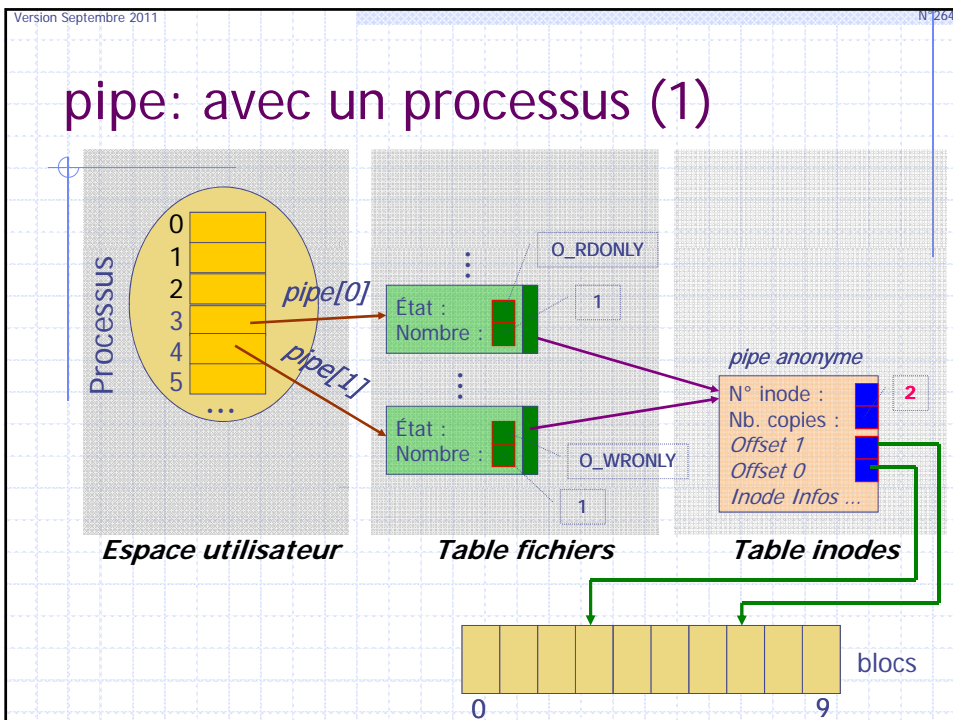 Version Septembre 2011
N°264
pipe: avec un processus (1)
Processus
0
1
2
3
4
5
...
pipe[0]
pipe[1]
⋮
O_RDONLY
État :
Nombre :
1
⋮
État :
Nombre :
O_WRONLY
1
pipe anonyme
N° inode :
Nb. copies :
Offset 1
Offset 0
Inode Infos ...
2
Espace utilisateur
Table fichiers
Table inodes
blocs
0
9